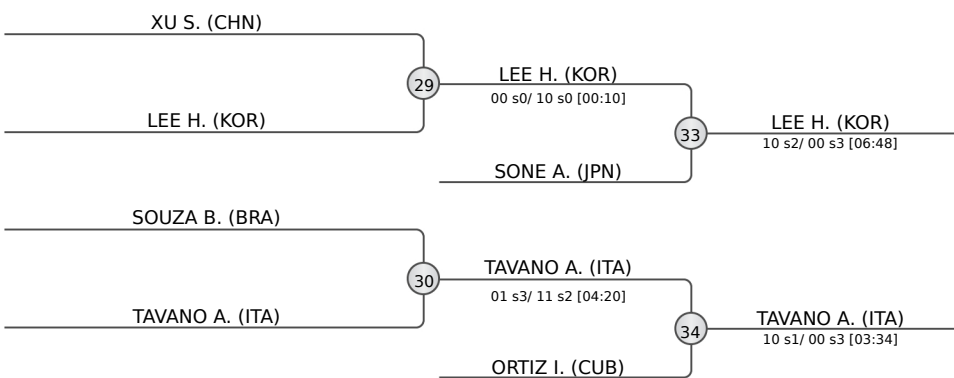 XU S. (CHN)
29
LEE H. (KOR)
LEE H. (KOR)
00 s0/ 10 s0 [00:10]
33
SONE A. (JPN)
LEE H. (KOR)
10 s2/ 00 s3 [06:48]
SOUZA B. (BRA)
30
TAVANO A. (ITA)
TAVANO A. (ITA)
01 s3/ 11 s2 [04:20]
34
ORTIZ I. (CUB)
TAVANO A. (ITA)
10 s1/ 00 s3 [03:34]